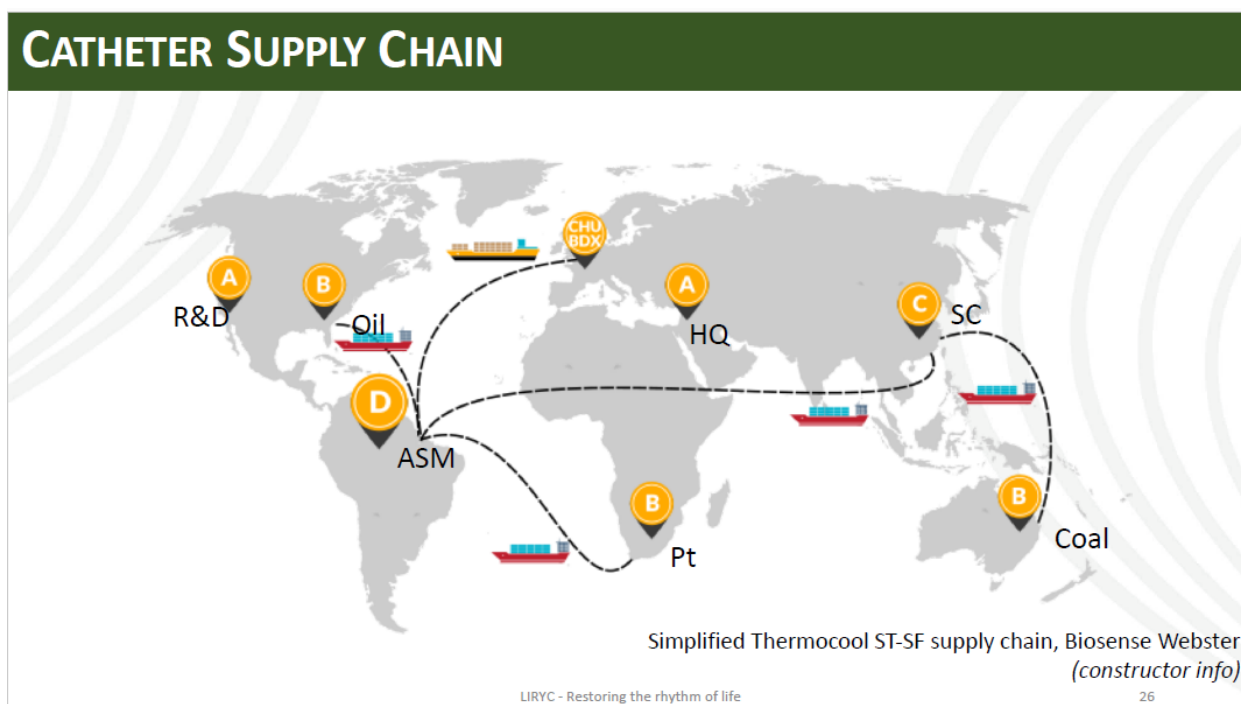 CATHETER SUPPLY CHAIN
CHU
BDX
A
B
A
C
R&D
Oil
HQ
SC
D
ASM
B
B
Pt
Coal
Simplified Thermocool ST-SF supply chain, Biosense Webster
(constructor info)
LIRYC - Restoring the rhythm of life
26